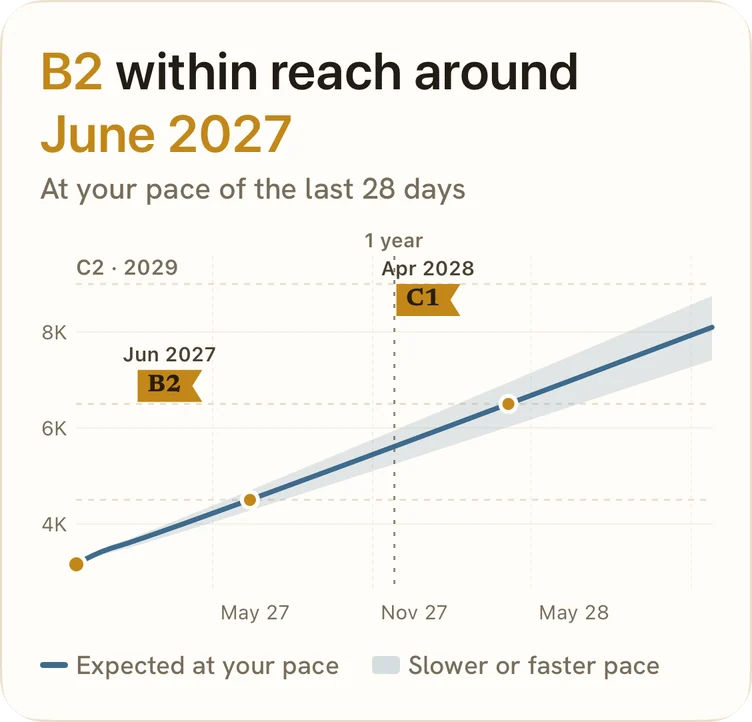 B2 within reach around
June 2027
At your pace of the last 28 days
1 year
C2 · 2029
Apr 2028
C1
8K
Jun 2027
B2
6K
4K
May 27
Nov 27
May 28
Expected at your pace
Slower or faster pace